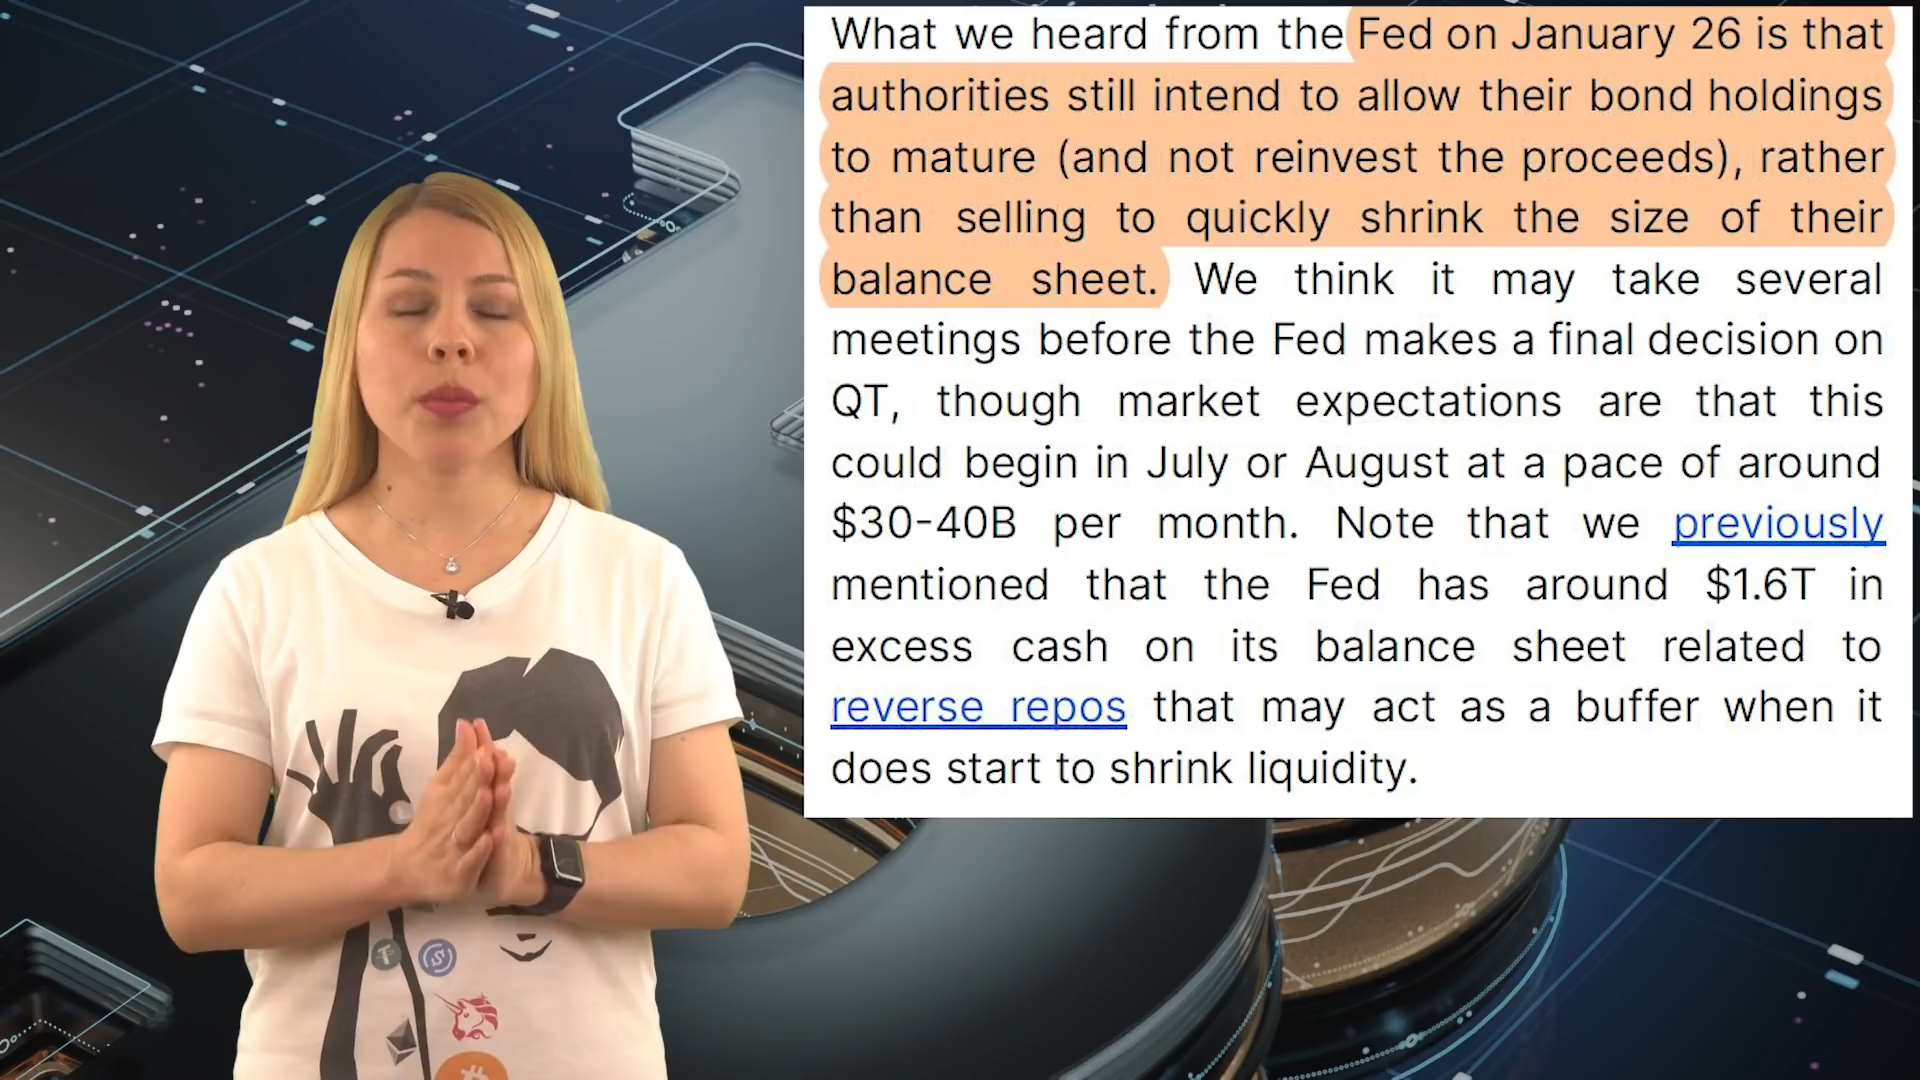 What we heard from the Fed on January 26 is that
authorities still intend to allow their bond holdings
to mature (and not reinvest the proceeds), rather
than selling to quickly shrink the size of their
balance sheet. We think it may take several
meetings before the Fed makes a final decision on
QT, though market expectations are that this
could begin in July or August at a pace of around
$30-40B per month. Note that we previously
mentioned that the Fed has around $1.6T in
excess cash on its balance sheet related to
reverse repos that may act as a buffer when it
does start to shrink liquidity.